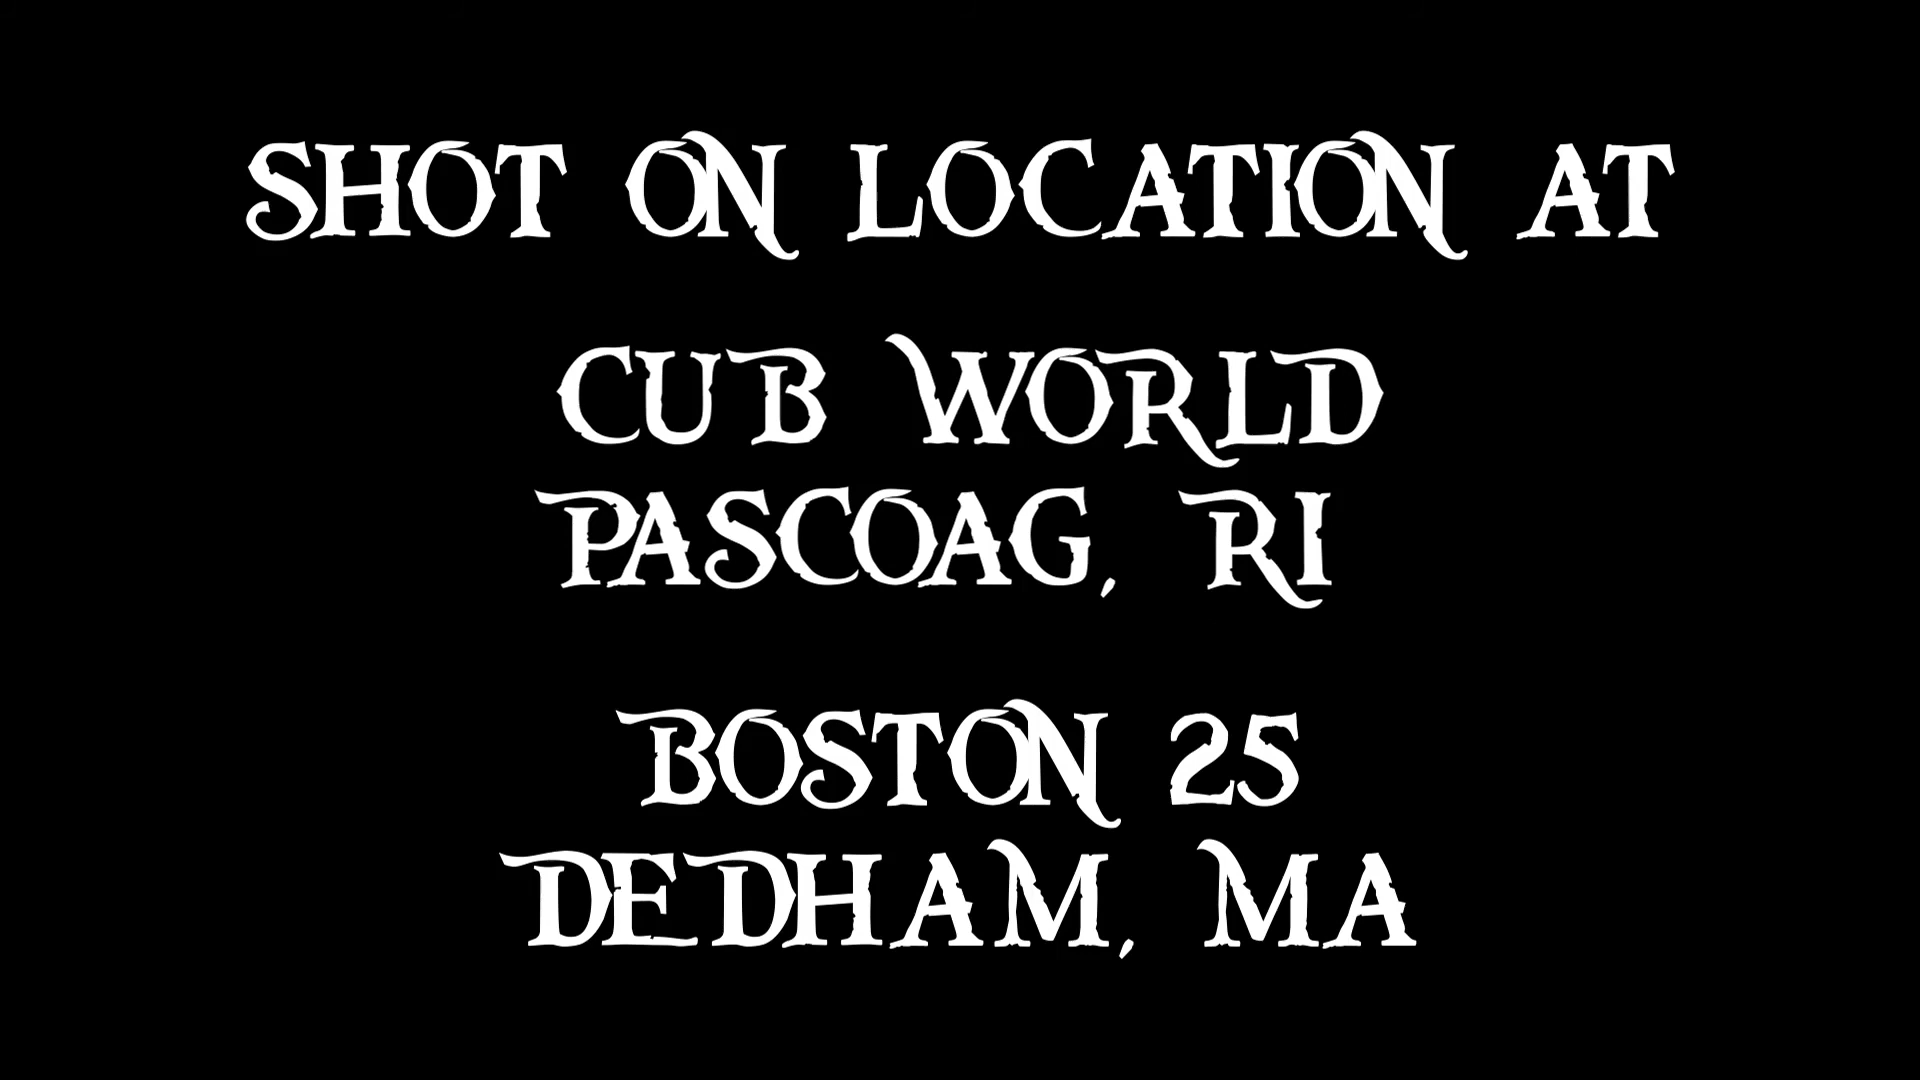 SHOT ON LOCATION AT
CUB WORLD
PASCOAG, RI
BOSTON 25
DEDHAM, MA